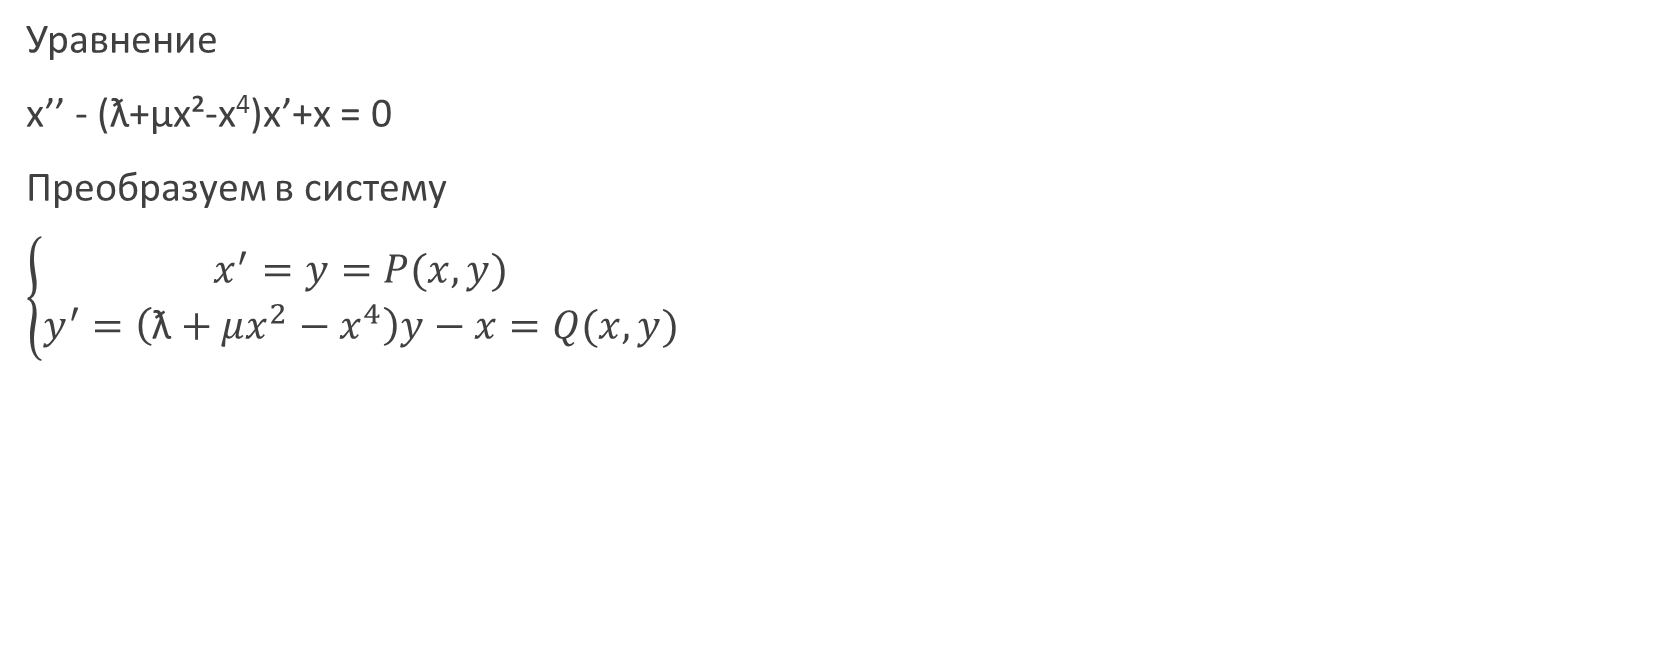 Уравнение
x’’ - (ƛ+μx²-x⁴)x’+x = 0
Преобразуем в систему
x′ = y = P(x, y)
y′ = (ƛ + μx² − x⁴)y − x = Q(x, y)